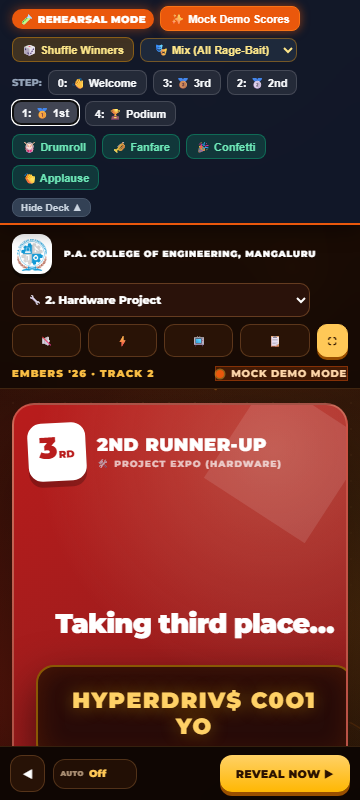 REHEARSAL MODE
Mock Demo Scores
Shuffle Winners
Mix (All Rage-Bait)
STEP:
0: Welcome
3: 3rd
2: 2nd
1: 1st
4: Podium
Drumroll
Fanfare
Confetti
Applause
Hide Deck ▲
P.A. COLLEGE OF ENGINEERING, MANGALURU
2. Hardware Project
EMBERS '26 · TRACK 2
MOCK DEMO MODE
3RD
2ND RUNNER-UP
PROJECT EXPO (HARDWARE)
Taking third place...
HYPERDRIV$ C0O1
YO
◀
AUTO Off
REVEAL NOW ▶